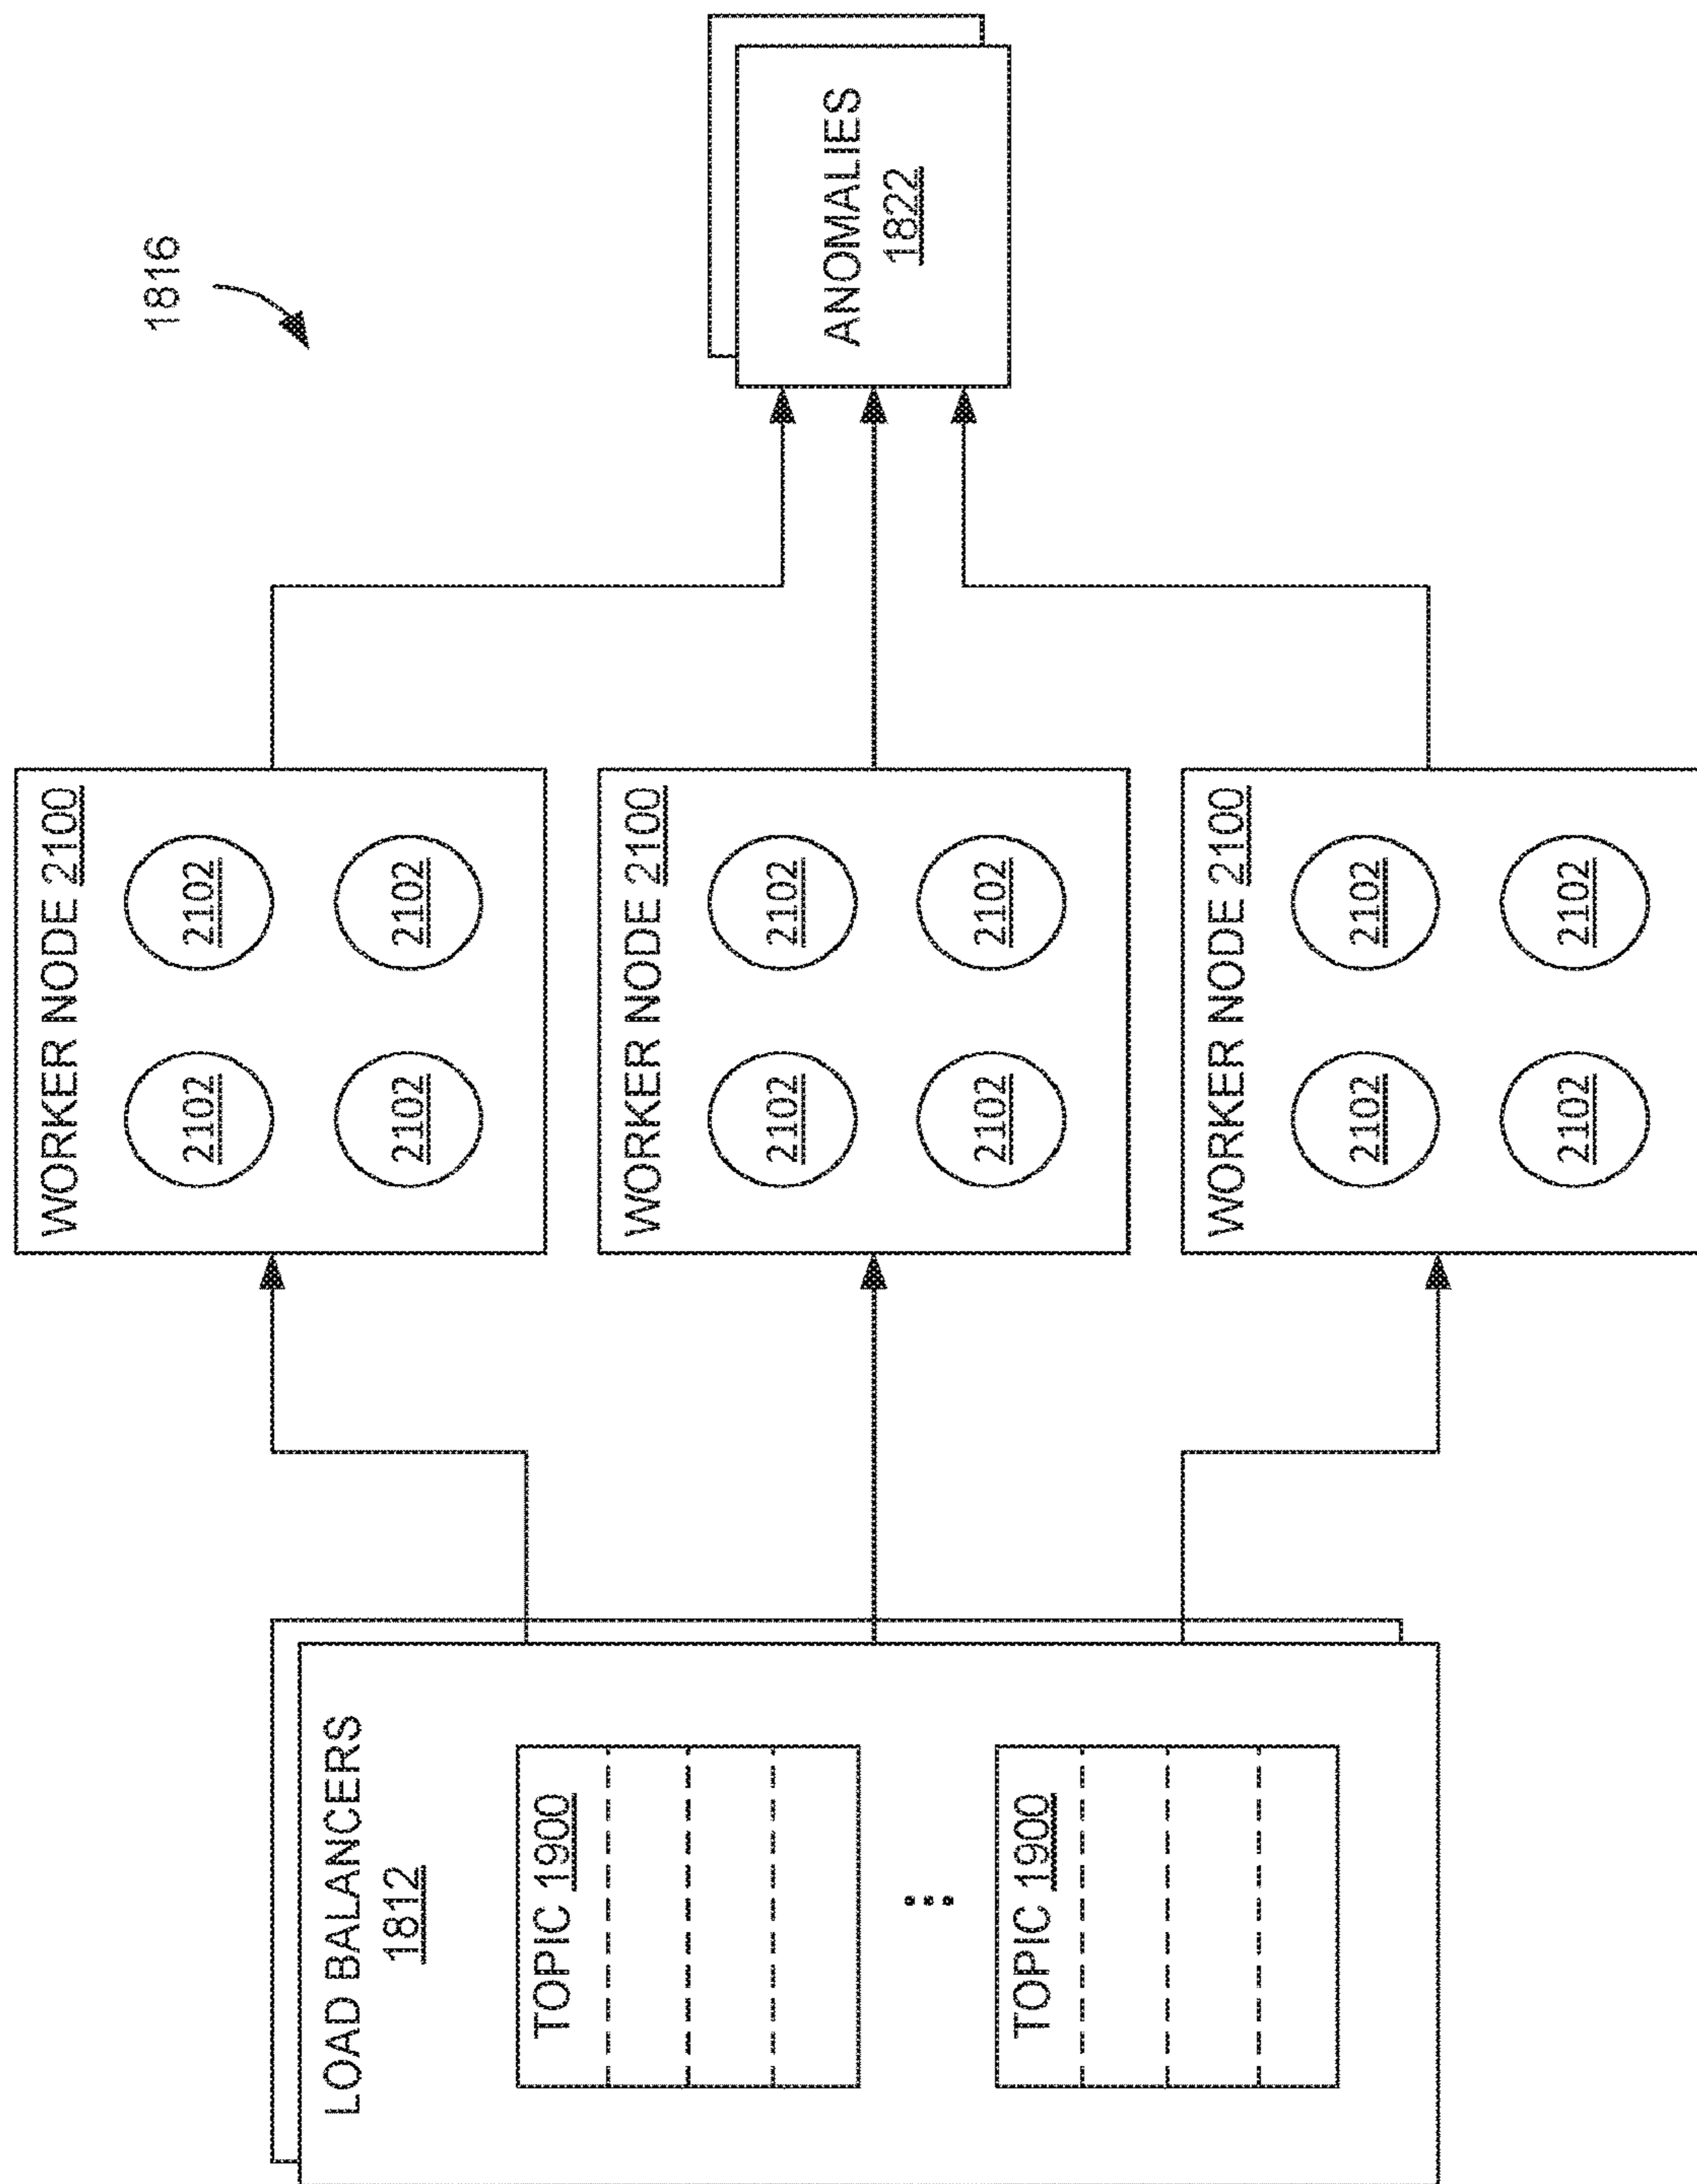 1816
LOAD BALANCERS
1812
TOPIC 1900
...
TOPIC 1900
WORKER NODE 2100
2102 2102
2102 2102
WORKER NODE 2100
2102 2102
2102 2102
WORKER NODE 2100
2102 2102
2102 2102
ANOMALIES
1822